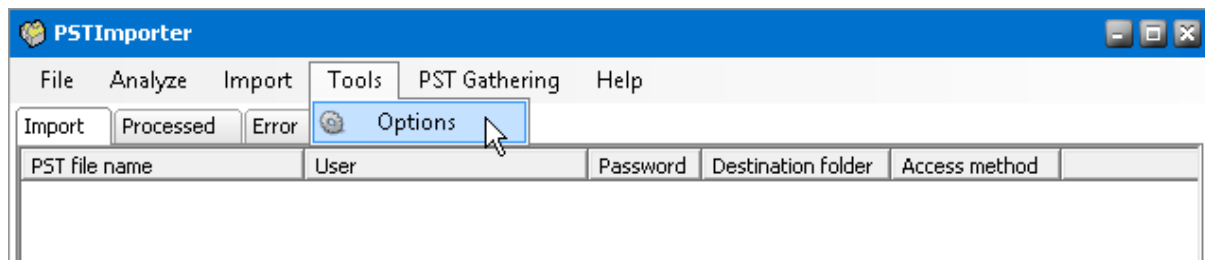 PSTImporter
File Analyze Import Tools PST Gathering Help
Import Processed Error Options
PST file name User Password Destination folder Access method